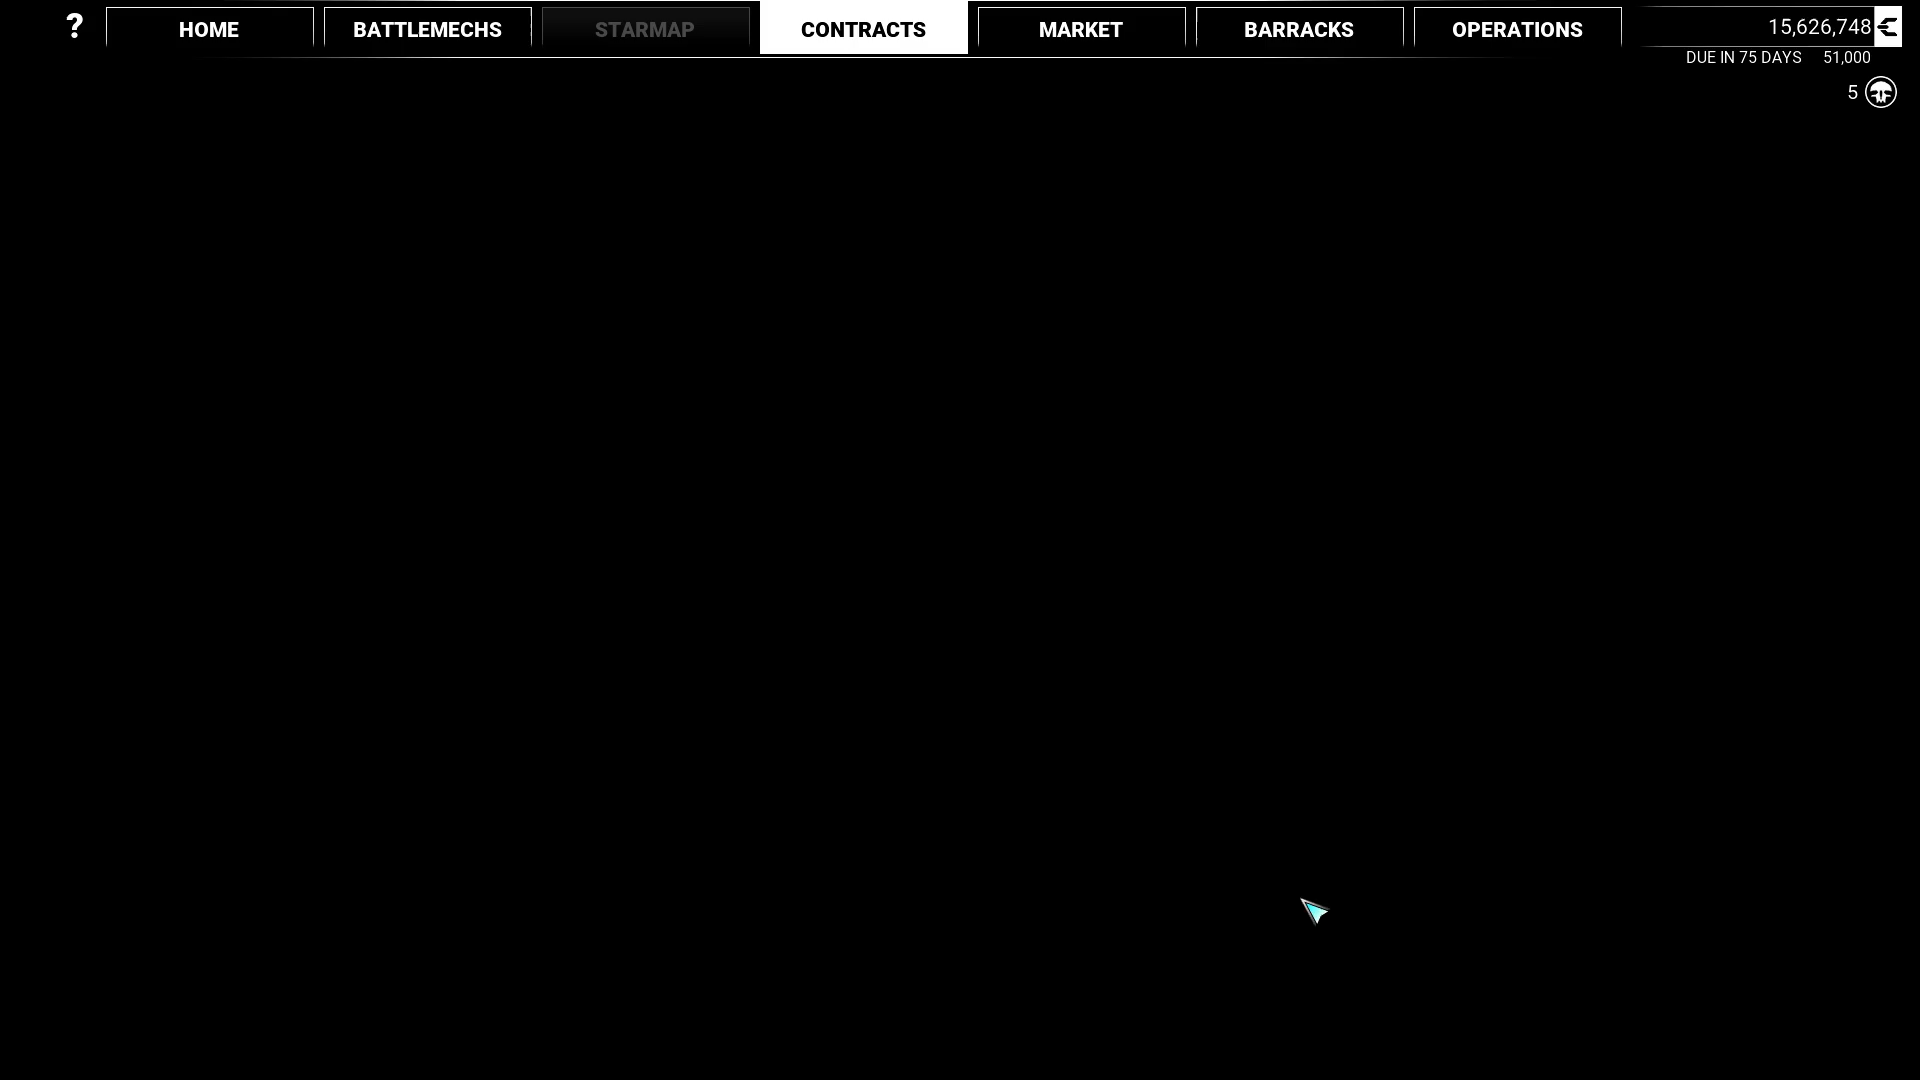 ?
HOME
BATTLEMECHS
STARMAP
CONTRACTS
MARKET
BARRACKS
OPERATIONS
15,626,748
DUE IN 75 DAYS 51,000
5